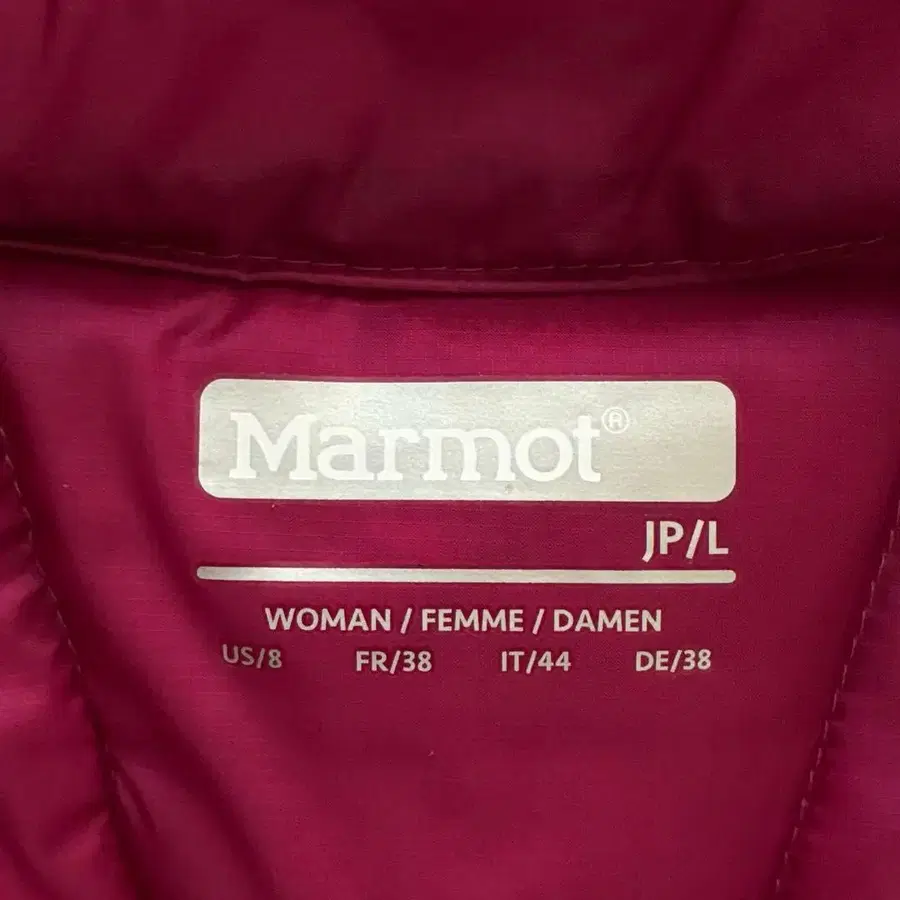 Marmot®
JP/L
WOMAN / FEMME / DAMEN
US/8 FR/38 IT/44 DE/38